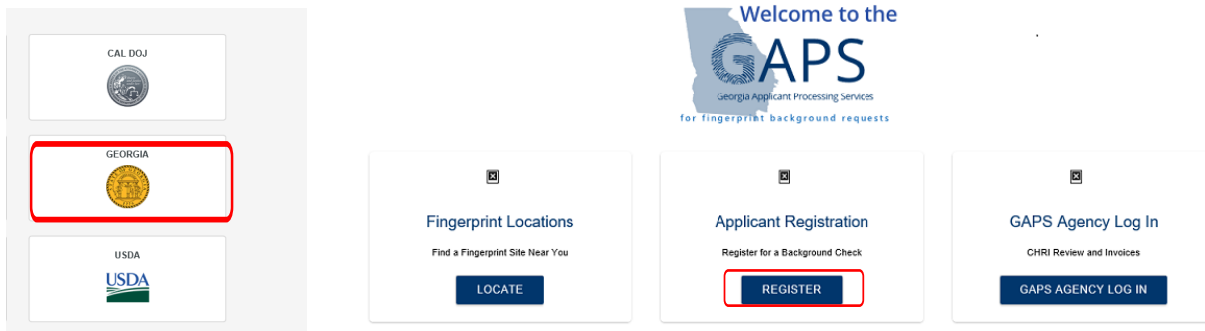 CAL DOJ
GEORGIA
USDA
USDA
Welcome to the
GAPS
Georgia Applicant Processing Services
for fingerprint background requests
Fingerprint Locations
Find a Fingerprint Site Near You
LOCATE
Applicant Registration
Register for a Background Check
REGISTER
GAPS Agency Log In
CHRI Review and Invoices
GAPS AGENCY LOG IN